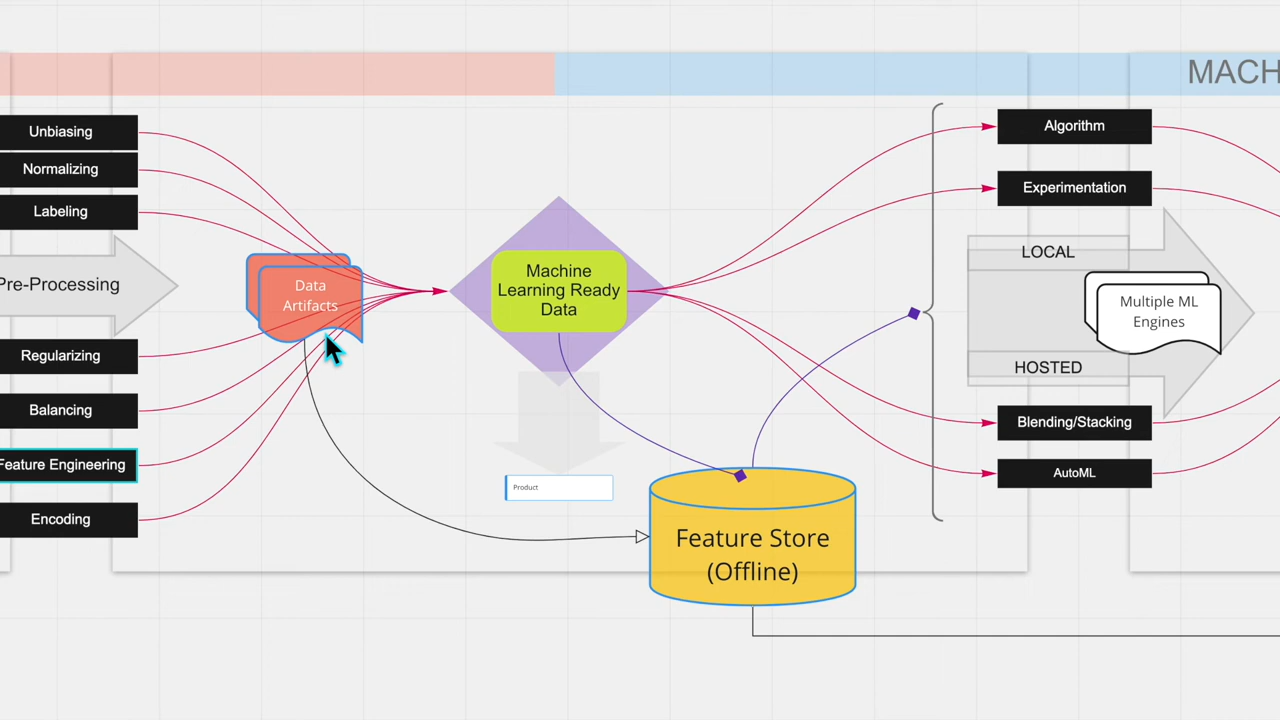 MACH
Unbiasing
Normalizing
Labeling
Pre-Processing
Regularizing
Balancing
Feature Engineering
Encoding
Data
Artifacts
Machine
Learning Ready
Data
Product
Feature Store
(Offline)
Algorithm
Experimentation
LOCAL
Multiple ML
Engines
HOSTED
Blending/Stacking
AutoML